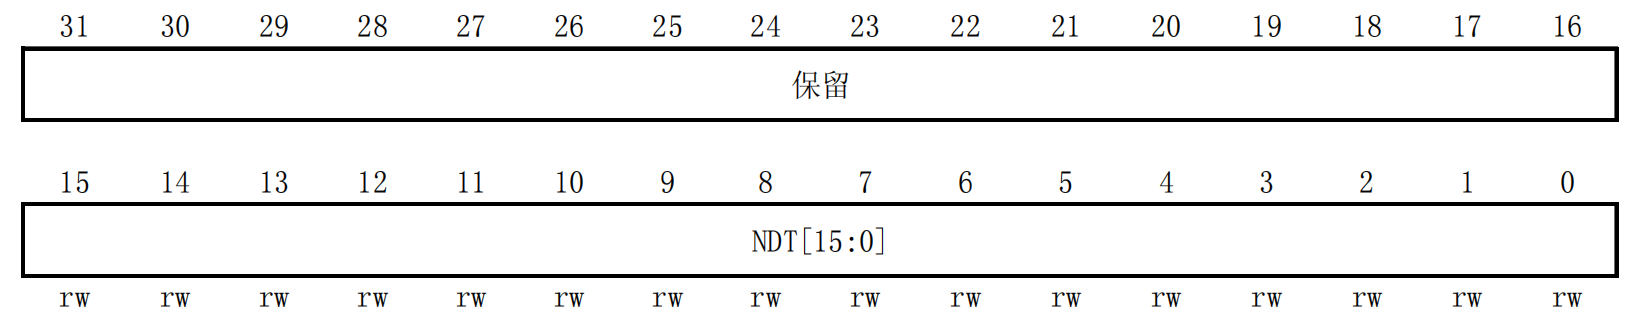 31 30 29 28 27 26 25 24 23 22 21 20 19 18 17 16
保留
15 14 13 12 11 10 9 8 7 6 5 4 3 2 1 0
NDT[15:0]
rw rw rw rw rw rw rw rw rw rw rw rw rw rw rw rw